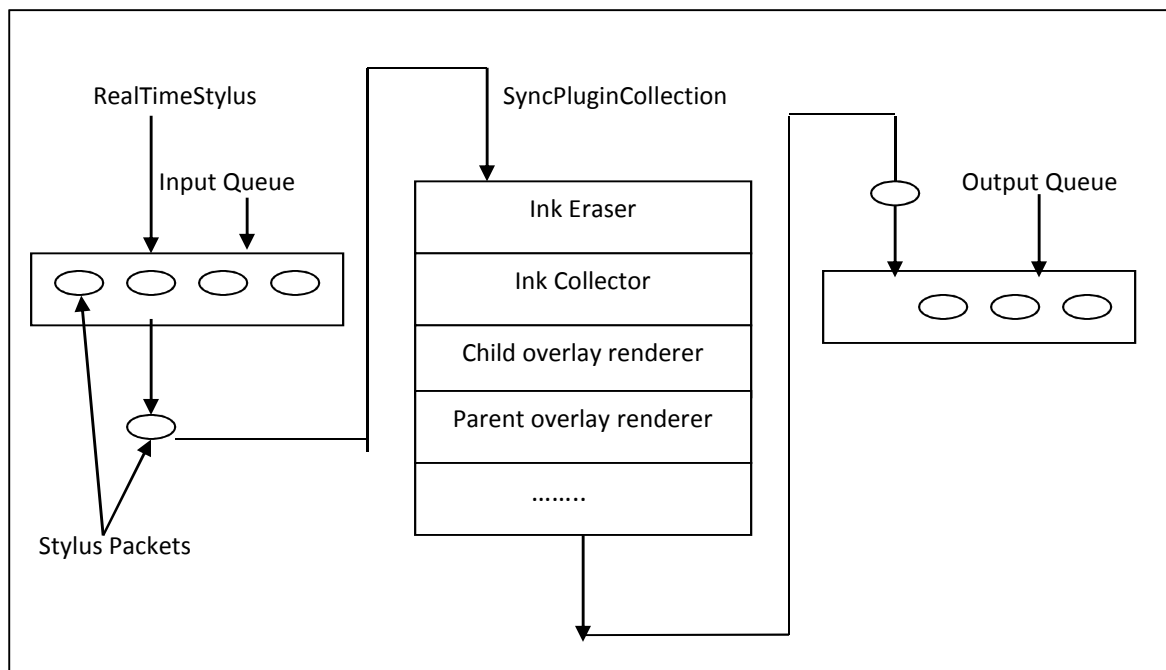 RealTimeStylus
SyncPluginCollection
Input Queue
Output Queue
Ink Eraser
Ink Collector
Child overlay renderer
Parent overlay renderer
........
Stylus Packets